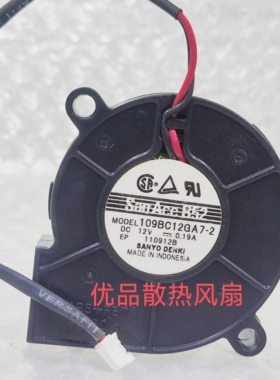 San Ace B52
MODEL 109BC12GA7-2
DC 12V 0.19A
EP 110912B
SANYO DENKI
MADE IN INDONESIA
优品散热风扇
VERSAFIT